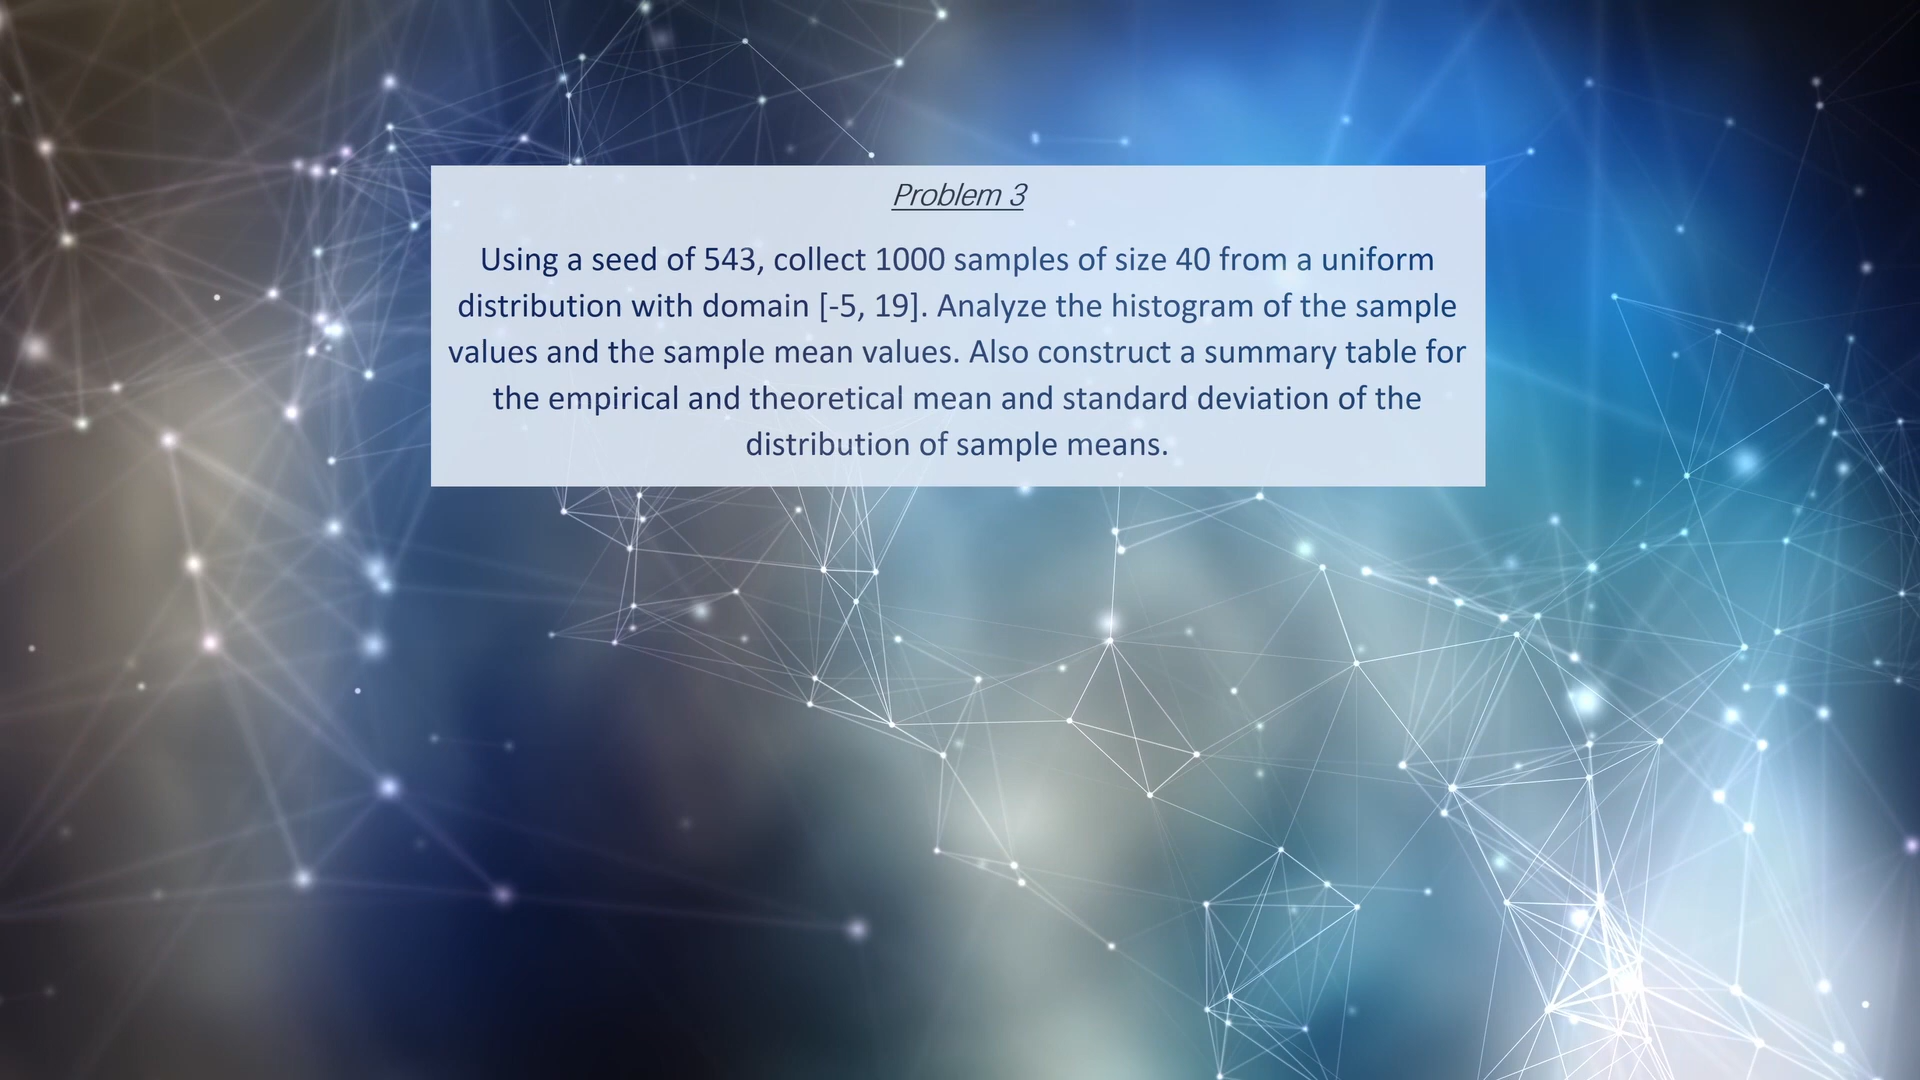 Problem 3
Using a seed of 543, collect 1000 samples of size 40 from a uniform
distribution with domain [-5, 19]. Analyze the histogram of the sample
values and the sample mean values. Also construct a summary table for
the empirical and theoretical mean and standard deviation of the
distribution of sample means.